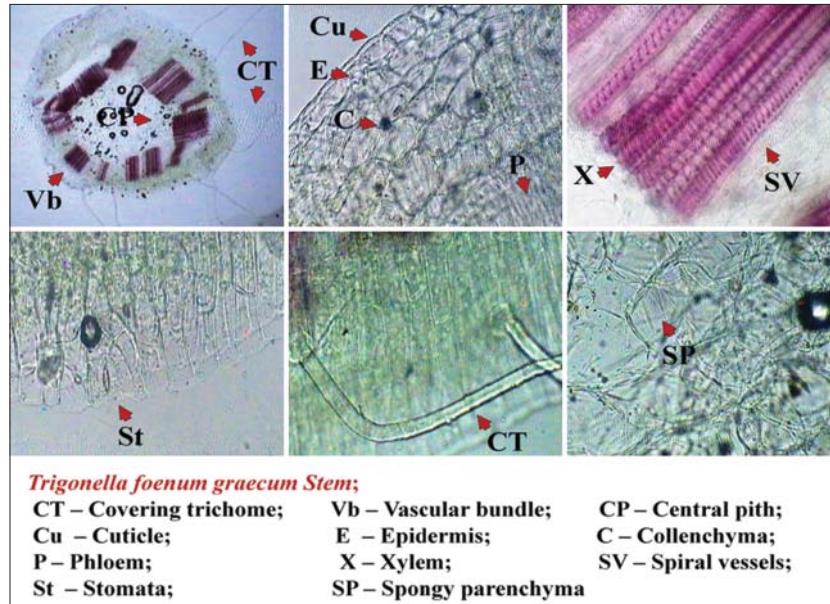 CT
CP
Vb
Cu
E
C
P
X
SV
St
CT
SP
Trigonella foenum graecum Stem;
CT – Covering trichome; Vb – Vascular bundle; CP – Central pith;
Cu – Cuticle; E – Epidermis; C – Collenchyma;
P – Phloem; X – Xylem; SV – Spiral vessels;
St – Stomata; SP – Spongy parenchyma